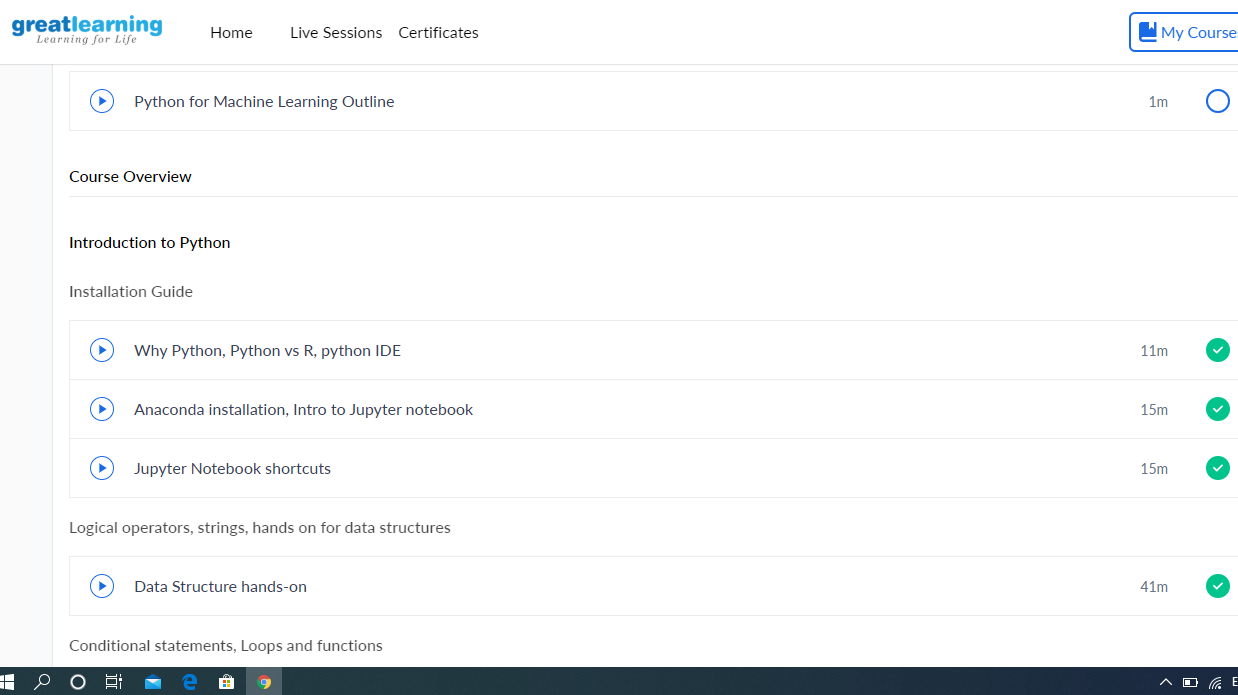 greatlearning
Learning for Life
Home Live Sessions Certificates
My Course
Python for Machine Learning Outline 1m
Course Overview
Introduction to Python
Installation Guide
Why Python, Python vs R, python IDE 11m
Anaconda installation, Intro to Jupyter notebook 15m
Jupyter Notebook shortcuts 15m
Logical operators, strings, hands on for data structures
Data Structure hands-on 41m
Conditional statements, Loops and functions